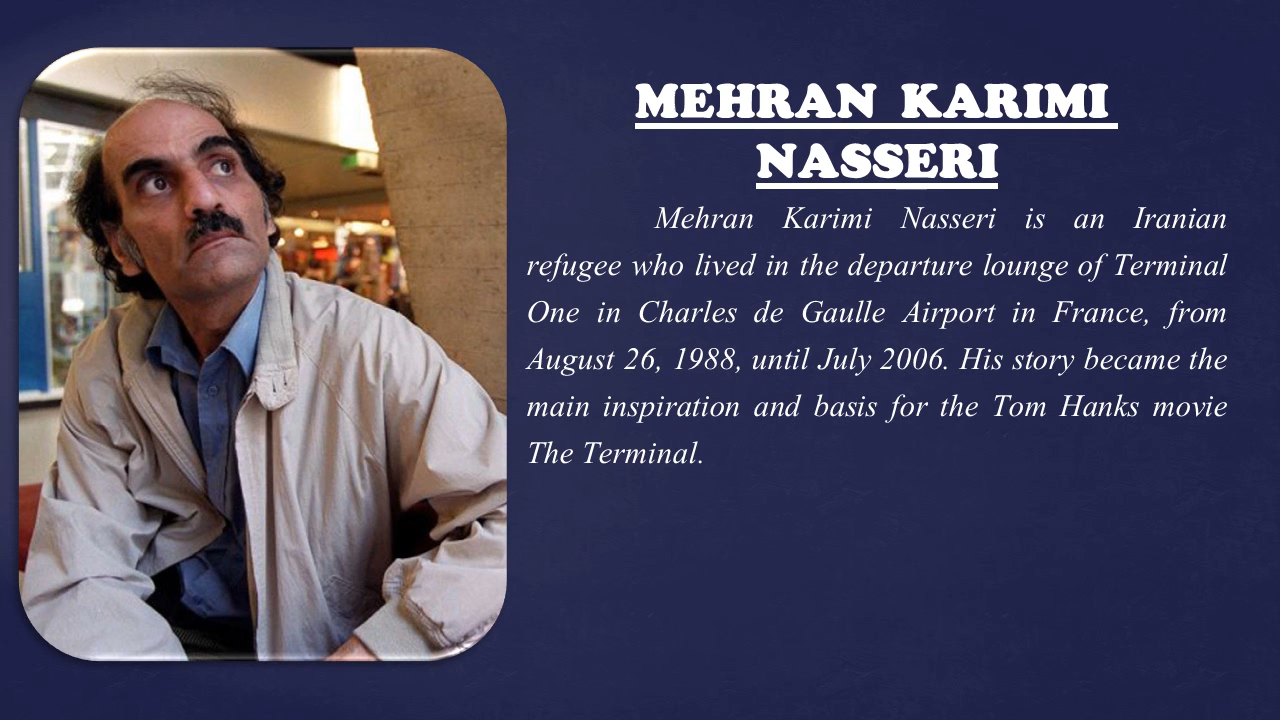 MEHRAN KARIMI
NASSERI
Mehran Karimi Nasseri is an Iranian
refugee who lived in the departure lounge of Terminal
One in Charles de Gaulle Airport in France, from
August 26, 1988, until July 2006. His story became the
main inspiration and basis for the Tom Hanks movie
The Terminal.